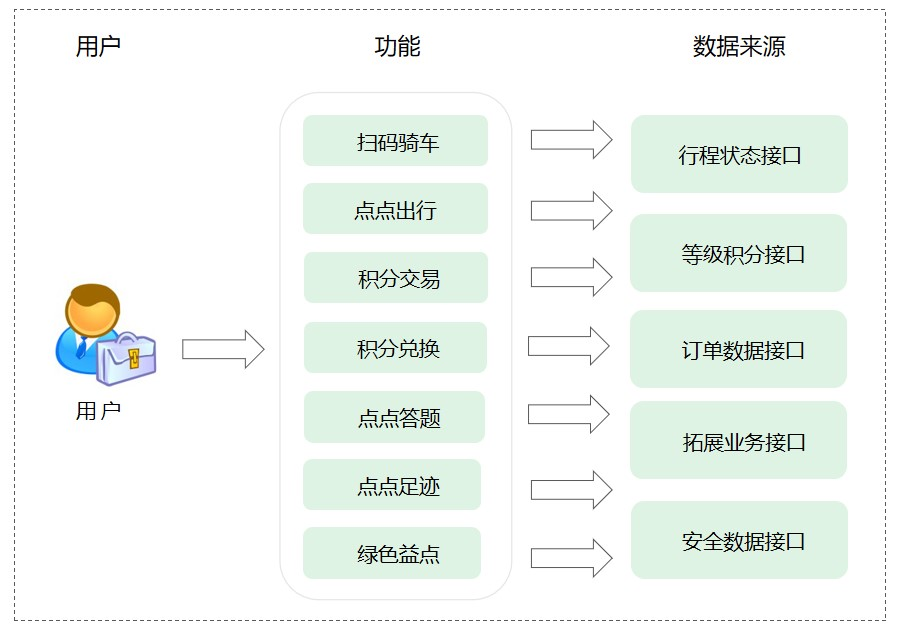 用户
功能
数据来源
用户
扫码骑车
点点出行
积分交易
积分兑换
点点答题
点点足迹
绿色益点
行程状态接口
等级积分接口
订单数据接口
拓展业务接口
安全数据接口